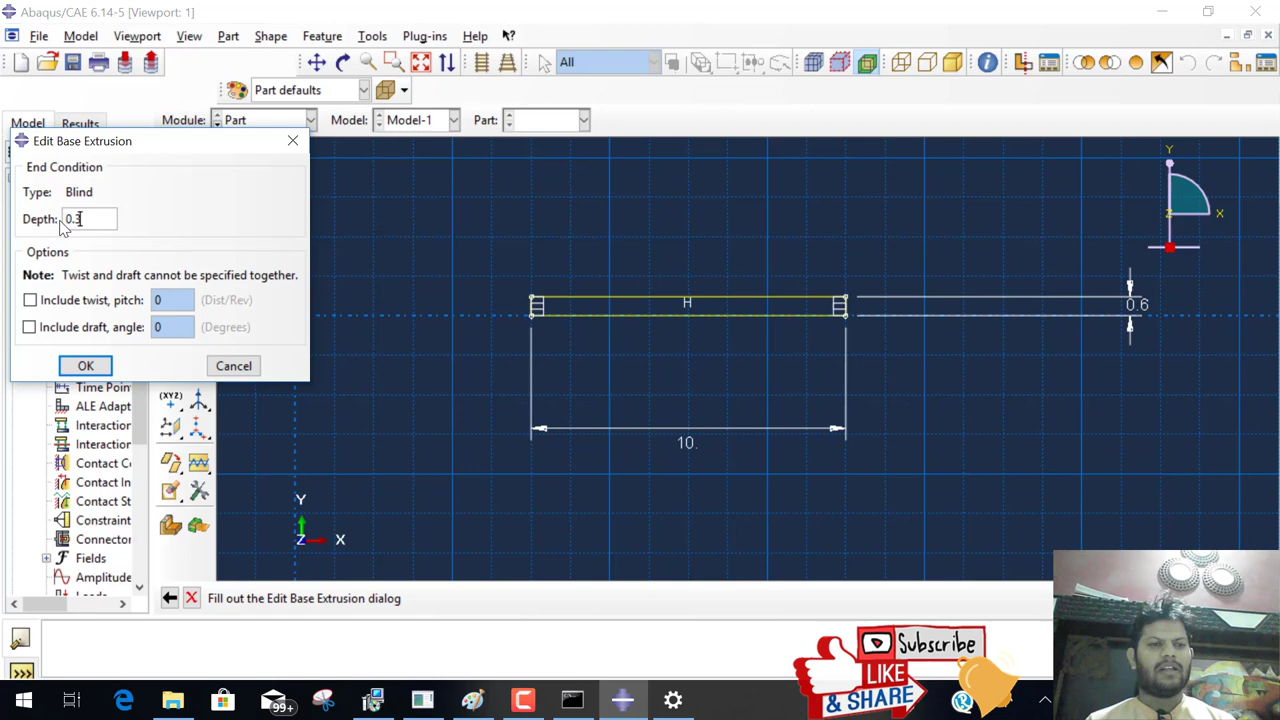 Abaqus/CAE 6.14-5 [Viewport: 1]
File Model Viewport View Part Shape Feature Tools Plug-ins Help
All
Part defaults
Model Results Module: Part Model: Model-1 Part:
Edit Base Extrusion
End Condition
Type: Blind
Depth: 0.3
Options
Note: Twist and draft cannot be specified together.
Include twist, pitch: 0 (Dist/Rev)
Include draft, angle: 0 (Degrees)
OK Cancel
Time Poin
ALE Adapt
Interaction
Interaction
Contact Co
Contact In
Contact St
Constraint
Connector
Fields
Amplitude
(XYZ)
Y
Z X
H
0.6
10.
Y
Z X
Fill out the Edit Base Extrusion dialog
>>>
Subscribe
LIKE
& SHARE
99+